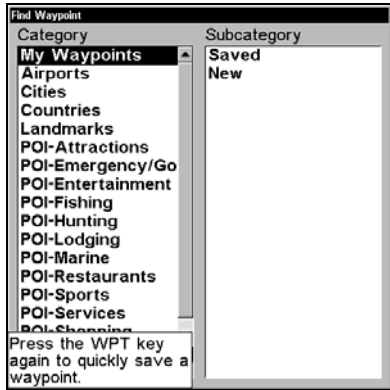 Find Waypoint
Category
My Waypoints
Airports
Cities
Countries
Landmarks
POI-Attractions
POI-Emergency/Go
POI-Entertainment
POI-Fishing
POI-Hunting
POI-Lodging
POI-Marine
POI-Restaurants
POI-Sports
POI-Services
POI-Shopping
Press the WPT key
again to quickly save a
waypoint.
Subcategory
Saved
New